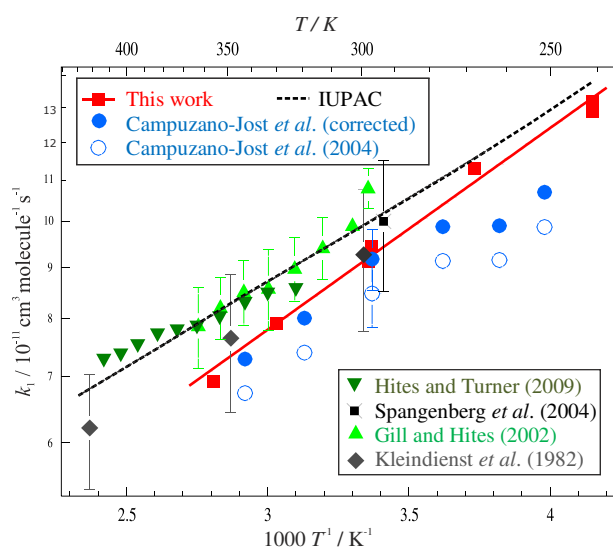 T / K
400
350
300
250
This work
IUPAC
Campuzano-Jost et al. (corrected)
Campuzano-Jost et al. (2004)
13
12
11
10
9
8
7
6
k₁ / 10⁻¹¹ cm³ molecule⁻¹ s⁻¹
Hites and Turner (2009)
Spangenberg et al. (2004)
Gill and Hites (2002)
Kleindienst et al. (1982)
2.5
3
3.5
4
1000 T⁻¹ / K⁻¹